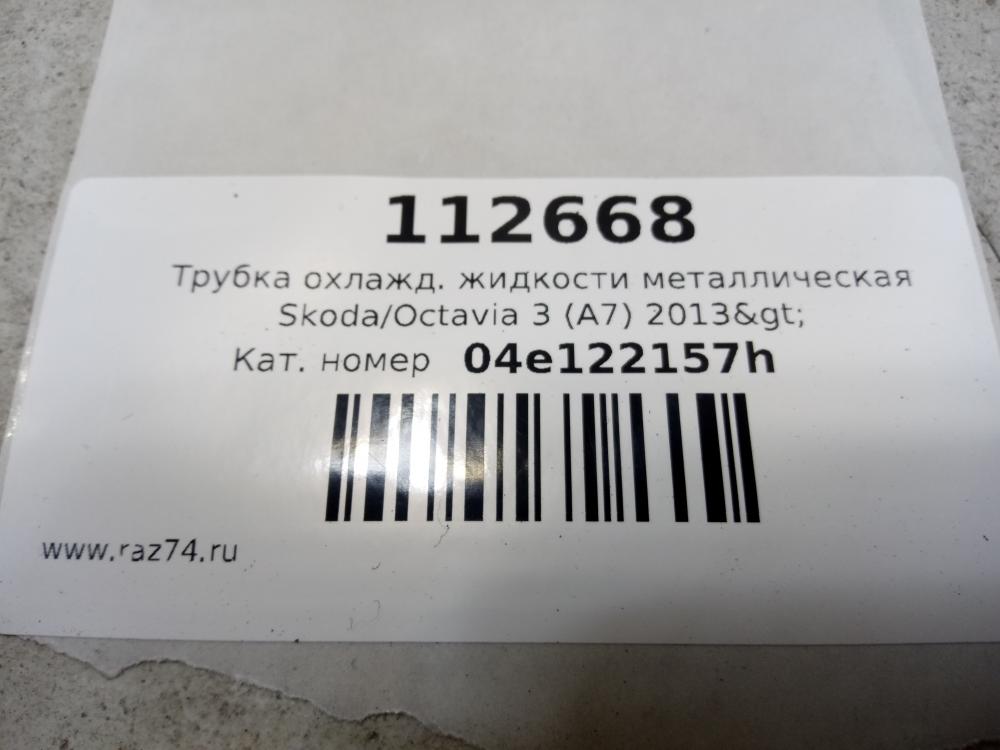 112668
Трубка охлажд. жидкости металлическая
Skoda/Octavia 3 (A7) 2013&gt;
Кат. номер 04e122157h
www.raz74.ru